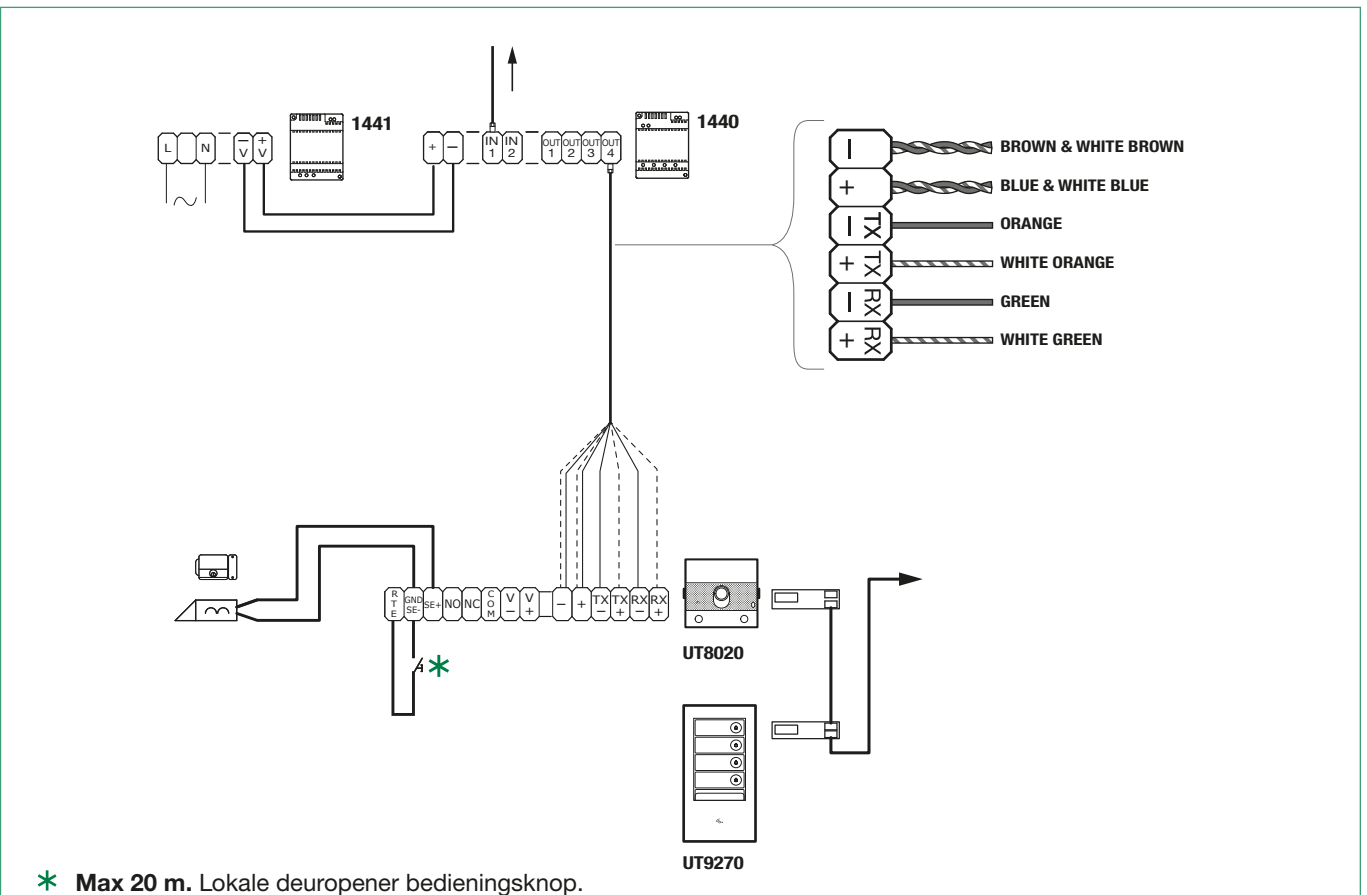 1441
1440
L N − V + V
+ − IN 1 IN 2 OUT 1 OUT 2 OUT 3 OUT 4
− BROWN & WHITE BROWN
+ BLUE & WHITE BLUE
− TX ORANGE
+ TX WHITE ORANGE
− RX GREEN
+ RX WHITE GREEN
RTE GND SE- SE+ NO NC COM V − V + − + TX − TX + RX − RX +
UT8020
UT9270
* Max 20 m. Lokale deuropener bedieningsknop.